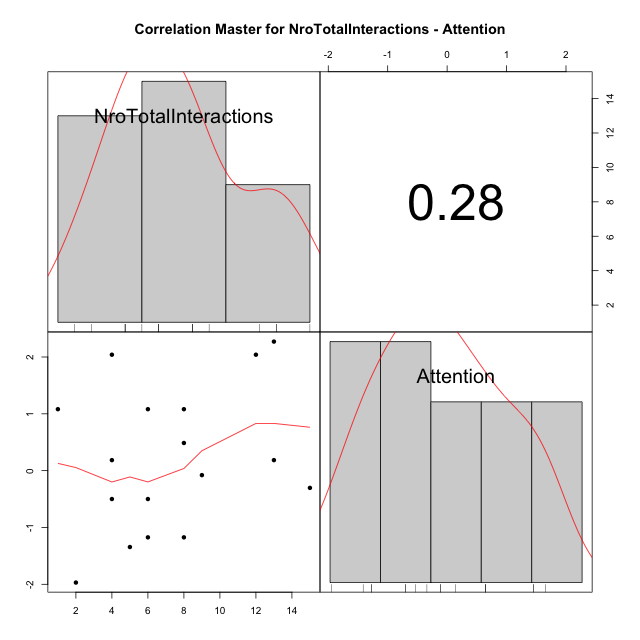 Correlation Master for NroTotalInteractions - Attention
-2 -1 0 1 2
NroTotalInteractions
0.28
14
12
10
8
6
4
2
2
1
0
-1
-2
Attention
2 4 6 8 10 12 14